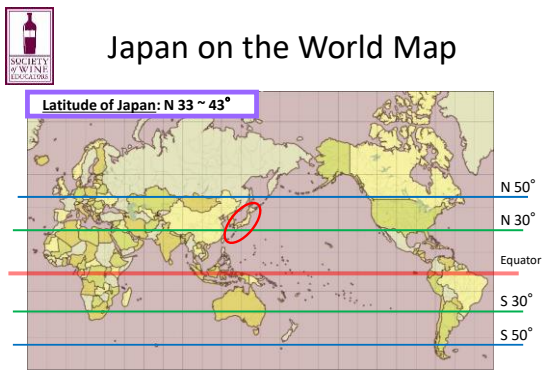 SOCIETY
of WINE
EDUCATORS
Japan on the World Map
Latitude of Japan: N 33 ~ 43°
N 50°
N 30°
Equator
S 30°
S 50°